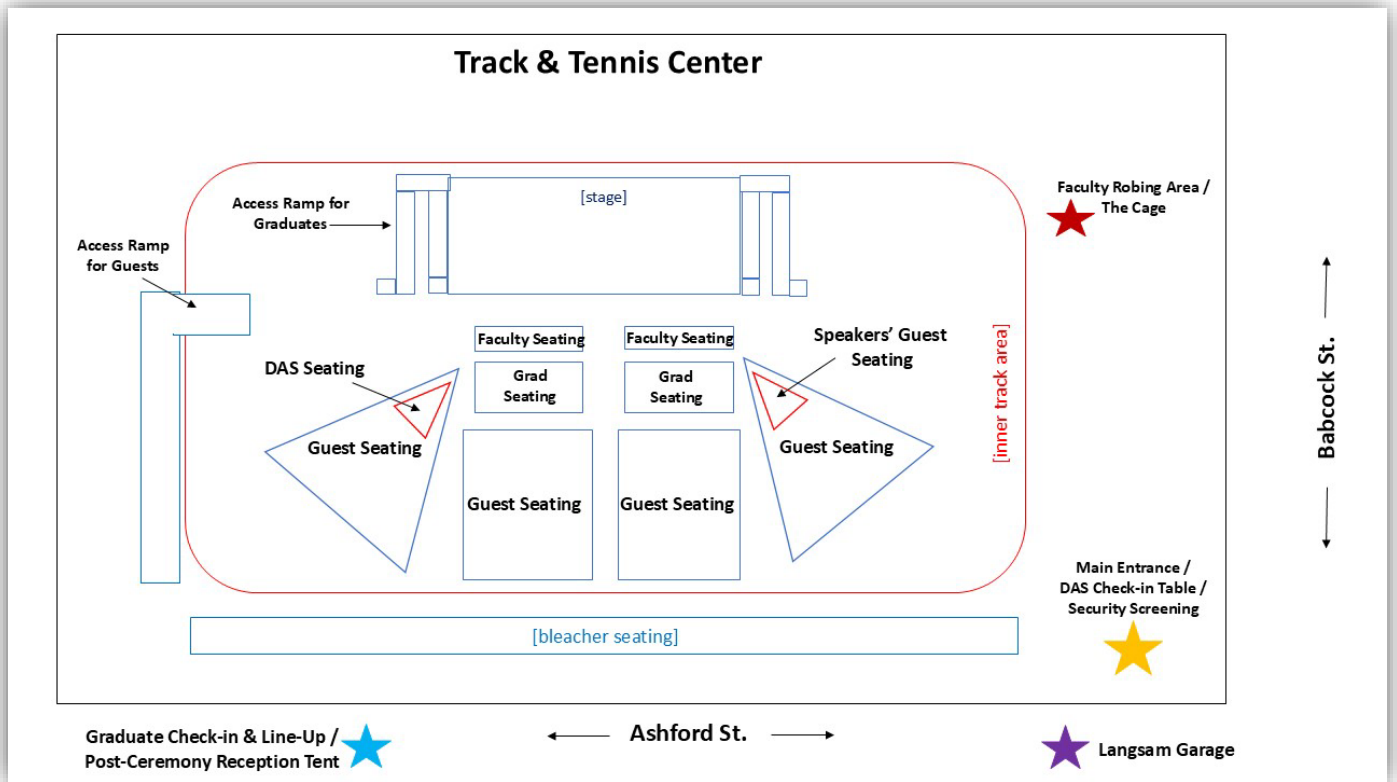 Track & Tennis Center
[stage]
Access Ramp for
Graduates
Faculty Robing Area /
The Cage
Access Ramp
for Guests
Faculty Seating
Faculty Seating
Speakers' Guest
Seating
DAS Seating
Grad
Seating
Grad
Seating
[inner track area]
Babcock St.
Guest Seating
Guest Seating
Guest Seating
Guest Seating
Main Entrance /
DAS Check-in Table /
Security Screening
[bleacher seating]
Graduate Check-in & Line-Up /
Post-Ceremony Reception Tent
Ashford St.
Langsam Garage